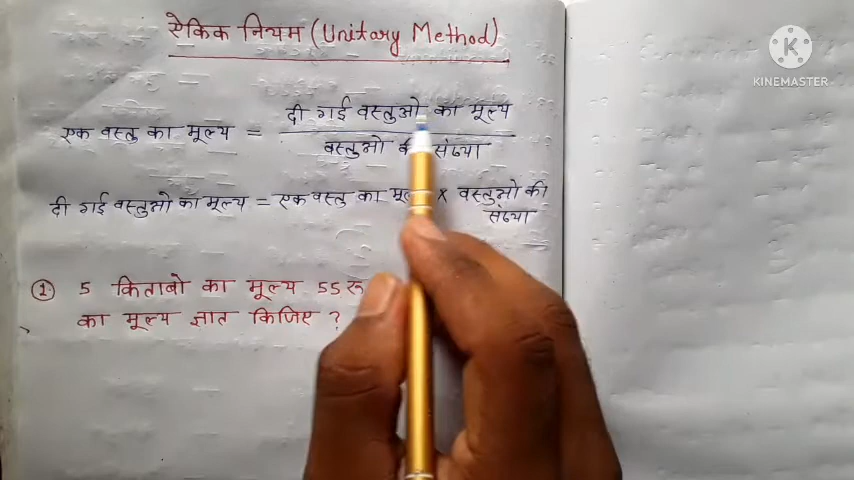 ऐकिक नियम (Unitary Method)
K
KINEMASTER
दी गई वस्तुओ का मूल्य
एक वस्तु का मूल्य =
वस्तुओ संख्या
दी गई वस्तुओ का मूल्य = एक वस्तु का × वस्तुओ की
संख्या
1. 5 किताबो का मूल्य 55
का मूल्य ज्ञात किजिए ?